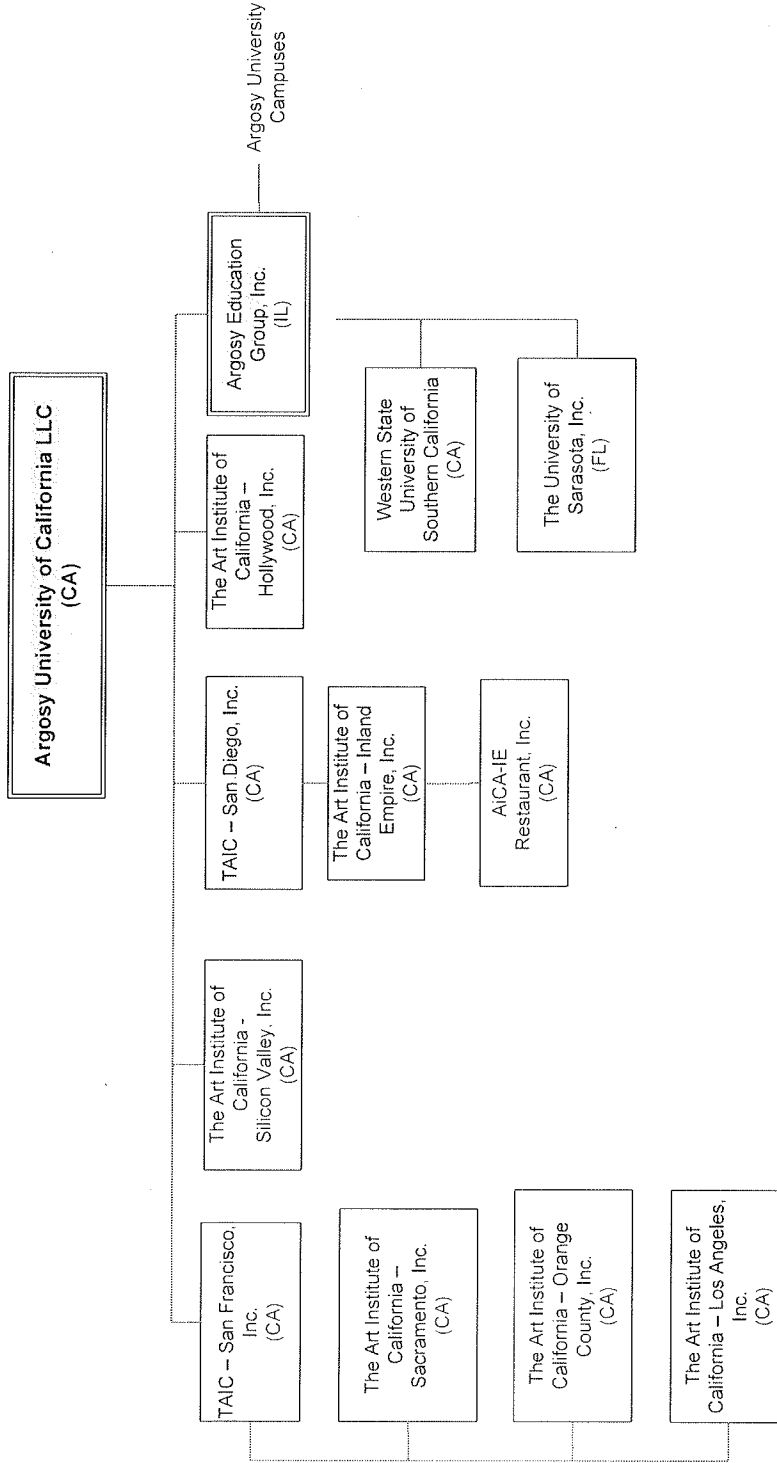 Argosy University of California LLC
(CA)
TAIC – San Francisco,
Inc.
(CA)
The Art Institute of
California -
Silicon Valley, Inc.
(CA)
TAIC – San Diego, Inc.
(CA)
The Art Institute of
California –
Hollywood, Inc.
(CA)
Argosy Education
Group, Inc.
(IL)
Argosy University
Campuses
The Art Institute of
California –
Sacramento, Inc.
(CA)
The Art Institute of
California – Orange
County, Inc.
(CA)
The Art Institute of
California – Los Angeles,
Inc.
(CA)
The Art Institute of
California – Inland
Empire, Inc.
(CA)
AiCA-IE
Restaurant, Inc.
(CA)
Western State
University of
Southern California
(CA)
The University of
Sarasota, Inc.
(FL)